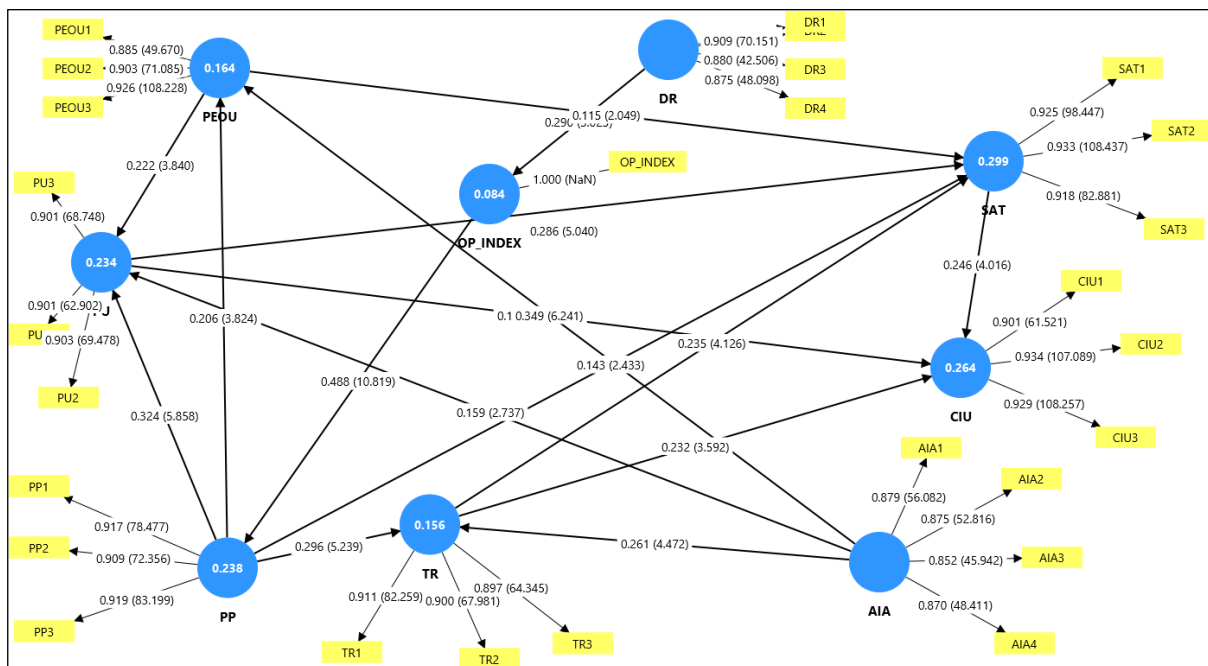 PEOU1
PEOU2
PEOU3
0.885 (49.670)
0.903 (71.085)
0.926 (108.228)
0.164
PEOU
DR
DR1
DR3
DR4
0.909 (70.151)
0.880 (42.506)
0.875 (48.098)
0.115 (2.049)
SAT1
SAT2
SAT3
0.925 (98.447)
0.933 (108.437)
0.918 (82.881)
0.299
SAT
0.222 (3.840)
OP_INDEX
1.000 (NaN)
0.084
OP_INDEX
0.286 (5.040)
PU3
0.901 (68.748)
0.234
0.901 (62.902)
0.903 (69.478)
PU2
0.206 (3.824)
0.349 (6.241)
0.246 (4.016)
0.235 (4.126)
0.143 (2.433)
CIU1
CIU2
CIU3
0.901 (61.521)
0.934 (107.089)
0.929 (108.257)
0.264
CIU
0.488 (10.819)
0.324 (5.858)
0.159 (2.737)
0.232 (3.592)
AIA1
AIA2
AIA3
AIA4
0.879 (56.082)
0.875 (52.816)
0.852 (45.942)
0.870 (48.411)
AIA
PP1
PP2
PP3
0.917 (78.477)
0.909 (72.356)
0.919 (83.199)
0.238
PP
0.296 (5.239)
0.156
TR
0.261 (4.472)
0.911 (82.259)
0.900 (67.981)
0.897 (64.345)
TR1
TR2
TR3